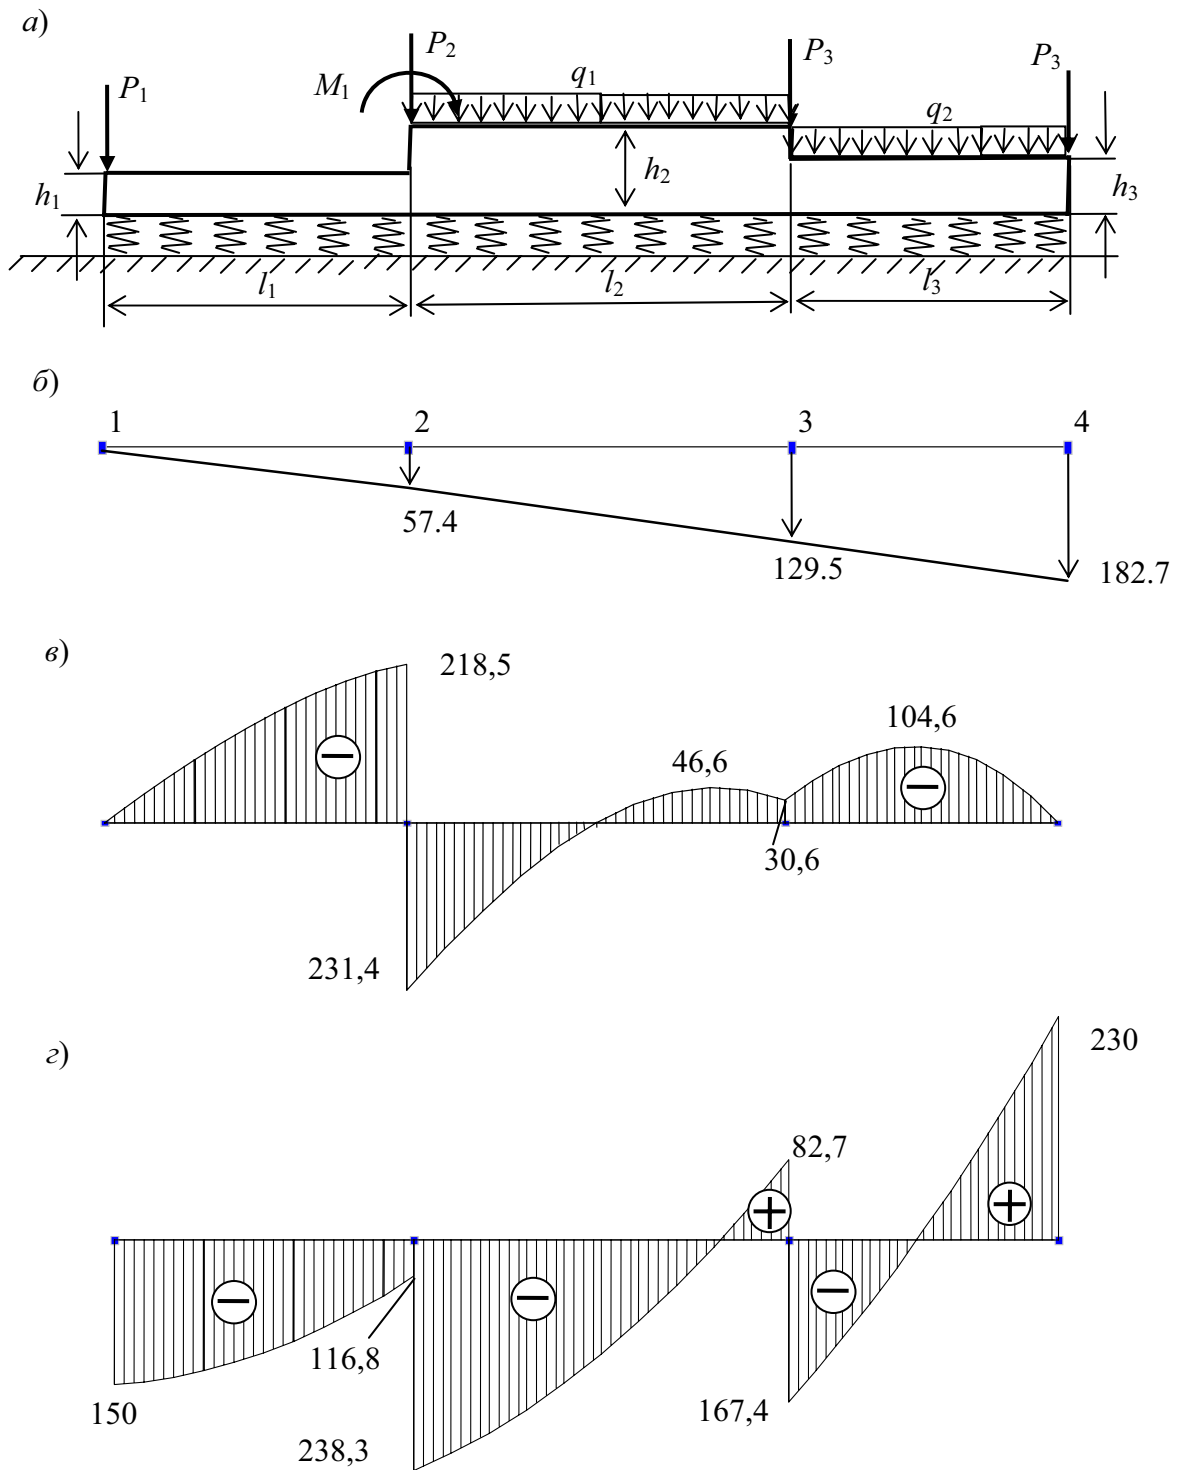 а)
P₁
P₂
M₁
q₁
P₃
P₃
q₂
h₁
h₂
h₃
l₁
l₂
l₃
б)
1 2 3 4
57.4
129.5
182.7
в)
218,5
104,6
46,6
30,6
231,4
г)
230
82,7
116,8
150
167,4
238,3